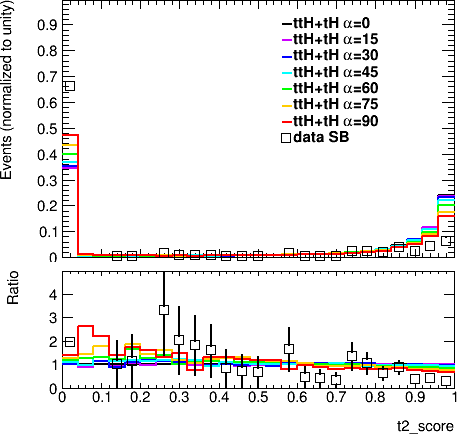 Events (normalized to unity)
0.9
0.8
0.7
0.6
0.5
0.4
0.3
0.2
0.1
0
ttH+tH α=0
ttH+tH α=15
ttH+tH α=30
ttH+tH α=45
ttH+tH α=60
ttH+tH α=75
ttH+tH α=90
data SB
Ratio
4
3
2
1
0
0 0.1 0.2 0.3 0.4 0.5 0.6 0.7 0.8 0.9 1
t2_score